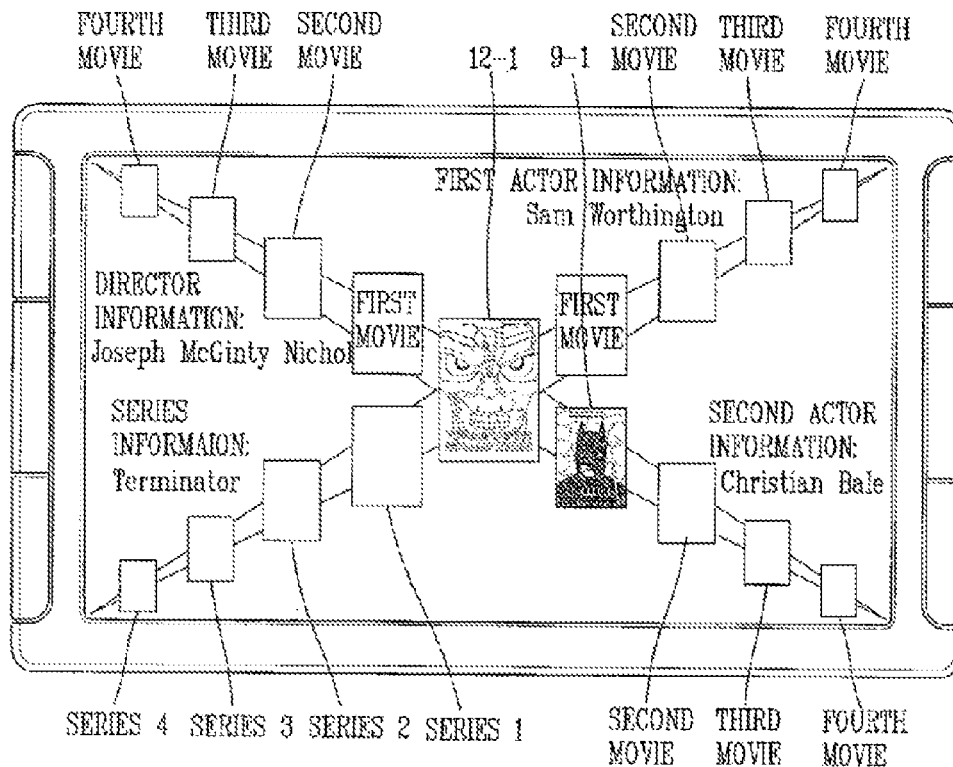 FOURTH
MOVIE
THIRD
MOVIE
SECOND
MOVIE
12-1
9-1
SECOND
MOVIE
THIRD
MOVIE
FOURTH
MOVIE
FIRST ACTOR INFORMATION:
Sam Worthington
DIRECTOR
INFORMATION:
Joseph McGinty Nichol
FIRST
MOVIE
FIRST
MOVIE
SERIES
INFORMAION:
Terminator
SECOND ACTOR
INFORMATION:
Christian Bale
SERIES 4
SERIES 3
SERIES 2
SERIES 1
SECOND
MOVIE
THIRD
MOVIE
FOURTH
MOVIE